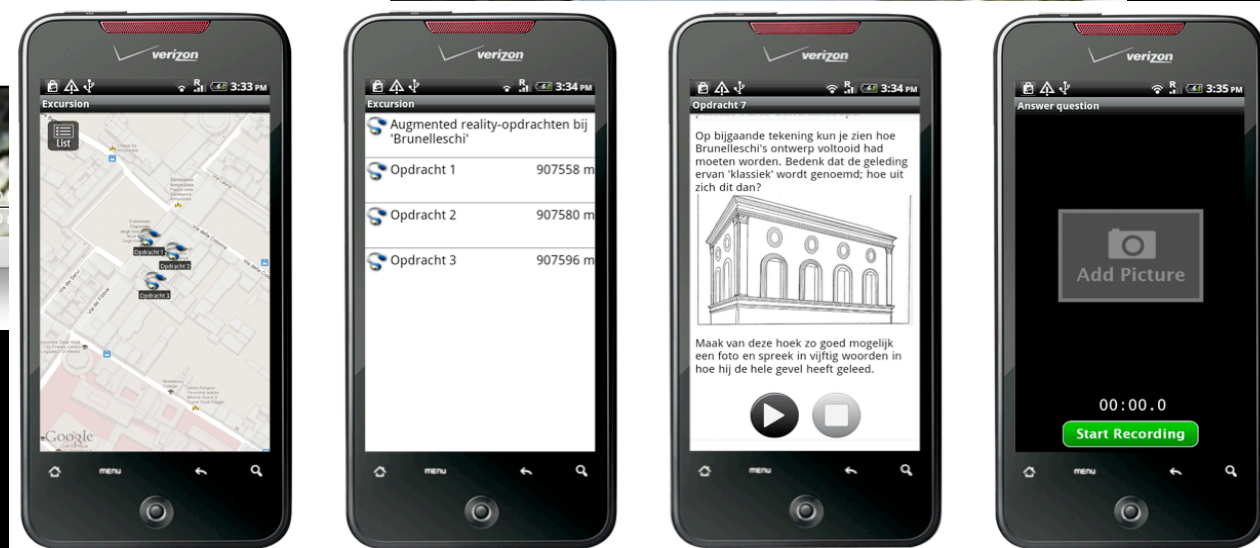 verizon
3:33 PM
Excursion
List
Opdracht 1
Opdracht 2
Opdracht 3
Google
MENU
verizon
3:34 PM
Excursion
Augmented reality-opdrachten bij
'Brunelleschi'
Opdracht 1 907558 m
Opdracht 2 907580 m
Opdracht 3 907596 m
MENU
verizon
3:34 PM
Opdracht 7
Op bijgaande tekening kun je zien hoe
Brunelleschi's ontwerp voltooid had
moeten worden. Bedenk dat de geleding
ervan 'klassiek' wordt genoemd; hoe uit
zich dit dan?
Maak van deze hoek zo goed mogelijk
een foto en spreek in vijftig woorden in
hoe hij de hele gevel heeft geleed.
MENU
verizon
3:35 PM
Answer question
Add Picture
00:00.0
Start Recording
MENU